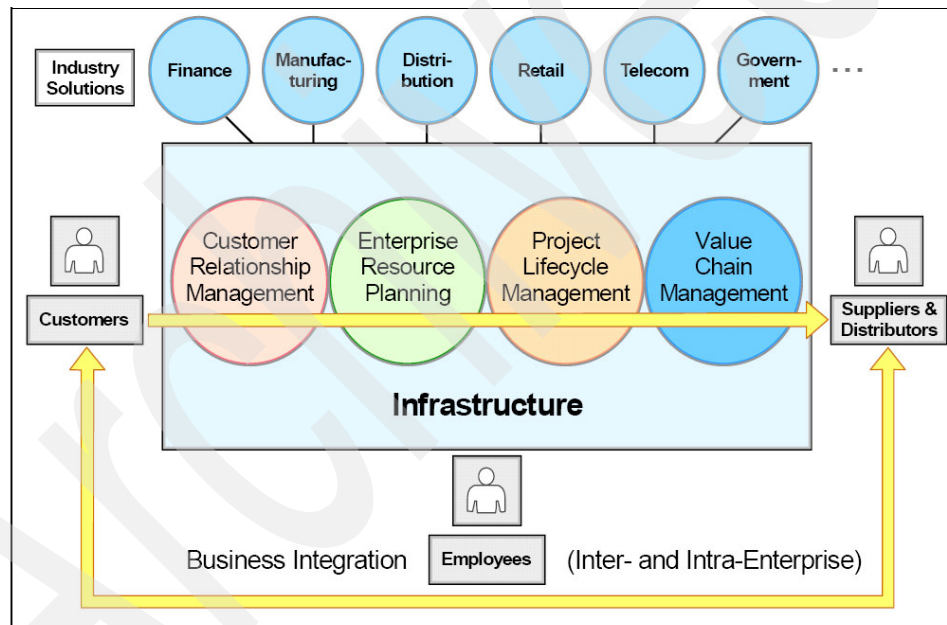 Industry
Solutions
Finance
Manufac-
turing
Distri-
bution
Retail
Telecom
Govern-
ment
...
Customer
Relationship
Management
Enterprise
Resource
Planning
Project
Lifecycle
Management
Value
Chain
Management
Customers
Suppliers &
Distributors
Infrastructure
Business Integration
Employees
(Inter- and Intra-Enterprise)